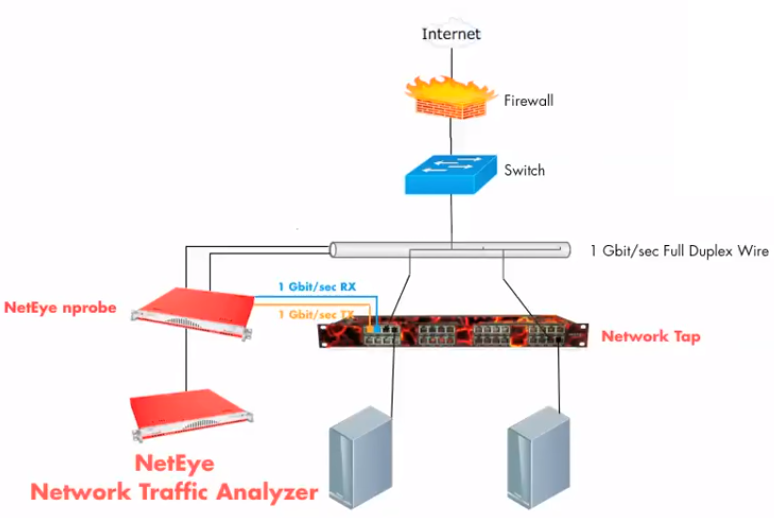 Internet
Firewall
Switch
1 Gbit/sec Full Duplex Wire
1 Gbit/sec RX
NetEye nprobe
1 Gbit/sec TX
Network Tap
NetEye
Network Traffic Analyzer